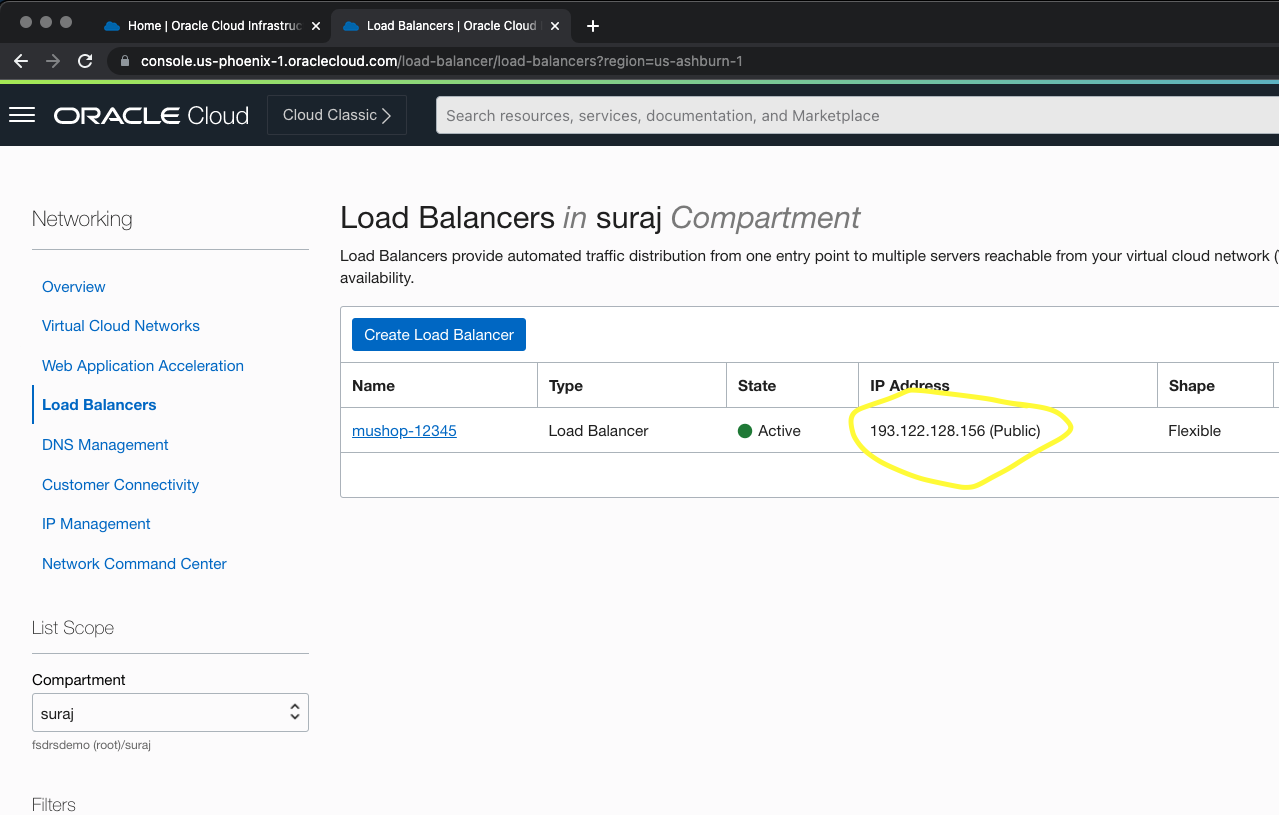 Home | Oracle Cloud Infrastruc
Load Balancers | Oracle Cloud
console.us-phoenix-1.oraclecloud.com/load-balancer/load-balancers?region=us-ashburn-1
ORACLE Cloud
Cloud Classic
Search resources, services, documentation, and Marketplace
Networking
Overview
Virtual Cloud Networks
Web Application Acceleration
Load Balancers
DNS Management
Customer Connectivity
IP Management
Network Command Center
List Scope
Compartment
suraj
fsdrsdemo (root)/suraj
Filters
Load Balancers in suraj Compartment
Load Balancers provide automated traffic distribution from one entry point to multiple servers reachable from your virtual cloud network (
availability.
Create Load Balancer
Name Type State IP Address Shape
mushop-12345 Load Balancer Active 193.122.128.156 (Public) Flexible